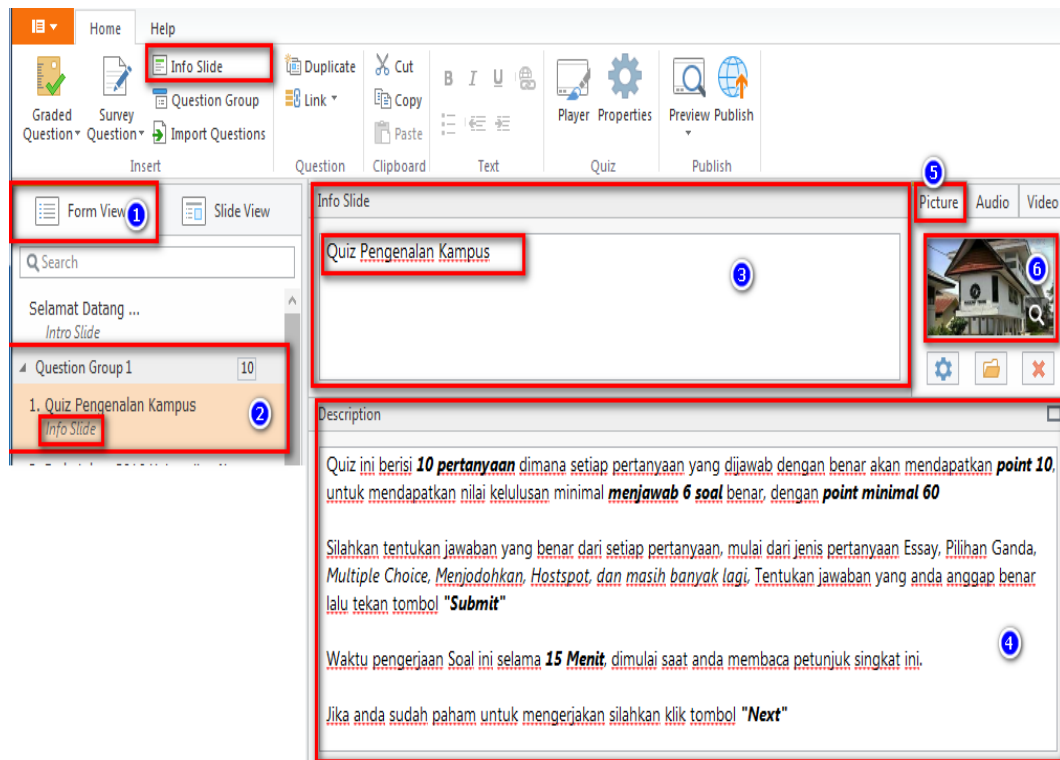 Home Help
Info Slide
Question Group
Import Questions
Graded Question
Survey Question
Insert
Duplicate
Link
Question
Cut
Copy
Paste
Clipboard
B I U
Text
Player Properties
Quiz
Preview Publish
Publish
Form View 1 Slide View
Search
Selamat Datang ...
Intro Slide
Question Group 1 10
1. Quiz Pengenalan Kampus
Info Slide
2
Info Slide
Quiz Pengenalan Kampus
3
5
Picture Audio Video
6
Description
Quiz ini berisi 10 pertanyaan dimana setiap pertanyaan yang dijawab dengan benar akan mendapatkan point 10,
untuk mendapatkan nilai kelulusan minimal menjawab 6 soal benar, dengan point minimal 60
Silahkan tentukan jawaban yang benar dari setiap pertanyaan, mulai dari jenis pertanyaan Essay, Pilihan Ganda,
Multiple Choice, Menjodohkan, Hostspot, dan masih banyak lagi, Tentukan jawaban yang anda anggap benar
lalu tekan tombol "Submit"
Waktu pengerjaan Soal ini selama 15 Menit, dimulai saat anda membaca petunjuk singkat ini.
4
Jika anda sudah paham untuk mengerjakan silahkan klik tombol "Next"